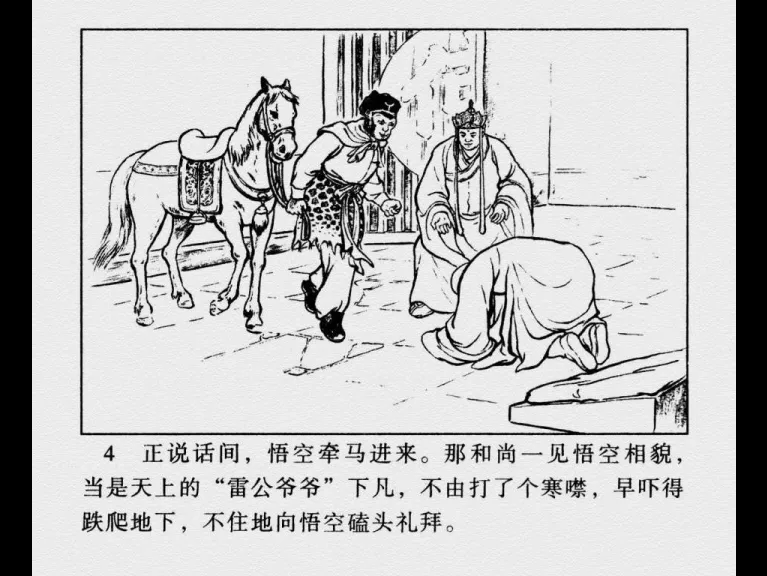 4 正说话间，悟空牵马进来。那和尚一见悟空相貌，
当是天上的“雷公爷爷”下凡，不由打了个寒噤，早吓得
跌爬地下，不住地向悟空磕头礼拜。